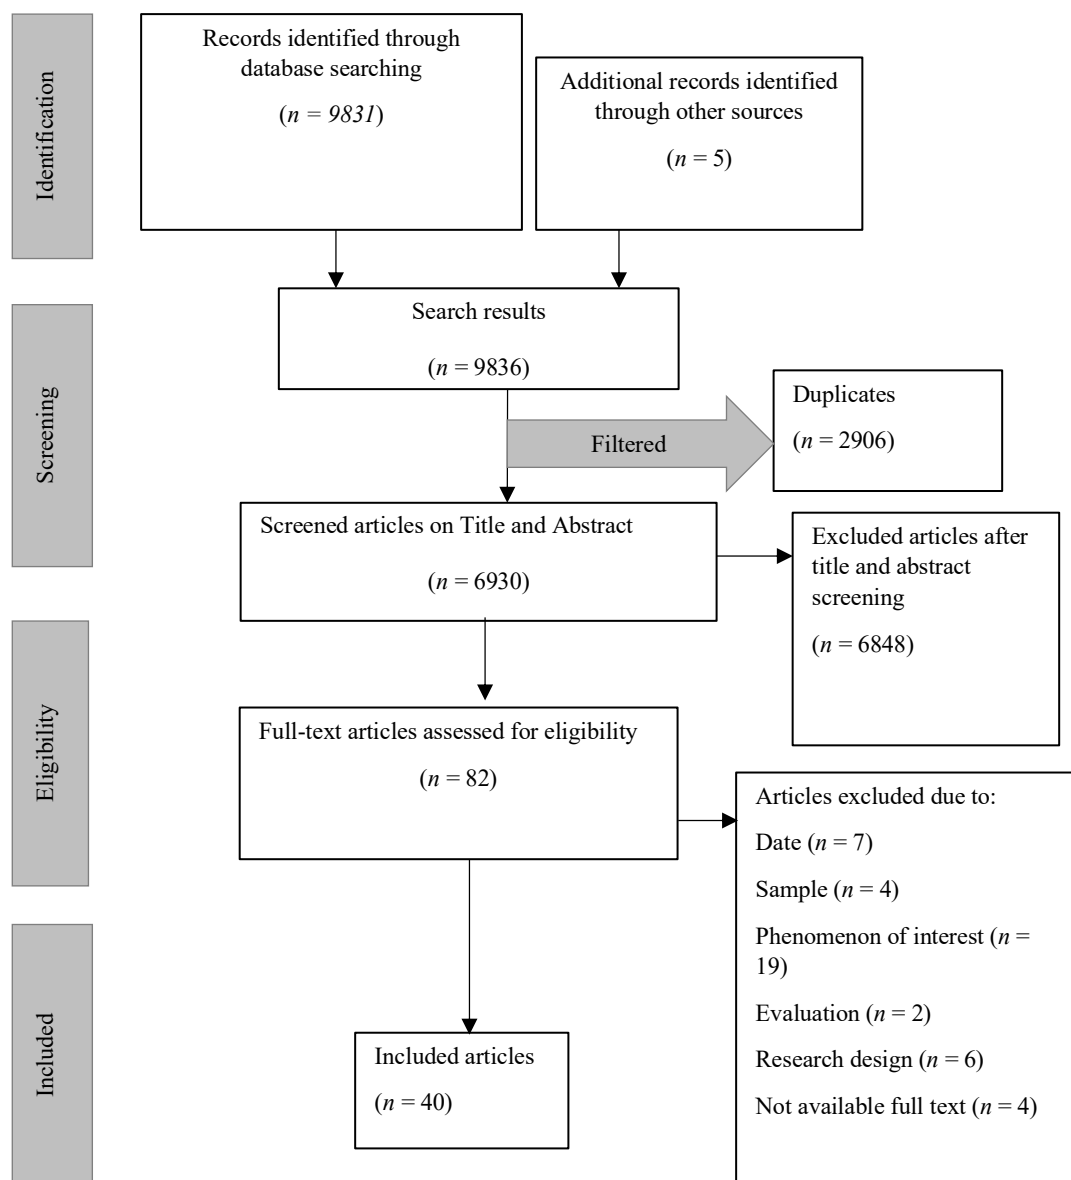 Identification
Records identified through
database searching
(n = 9831)
Additional records identified
through other sources
(n = 5)
Screening
Search results
(n = 9836)
Filtered
Duplicates
(n = 2906)
Screened articles on Title and Abstract
(n = 6930)
Excluded articles after
title and abstract
screening
(n = 6848)
Eligibility
Full-text articles assessed for eligibility
(n = 82)
Articles excluded due to:
Date (n = 7)
Sample (n = 4)
Phenomenon of interest (n =
19)
Evaluation (n = 2)
Research design (n = 6)
Not available full text (n = 4)
Included
Included articles
(n = 40)